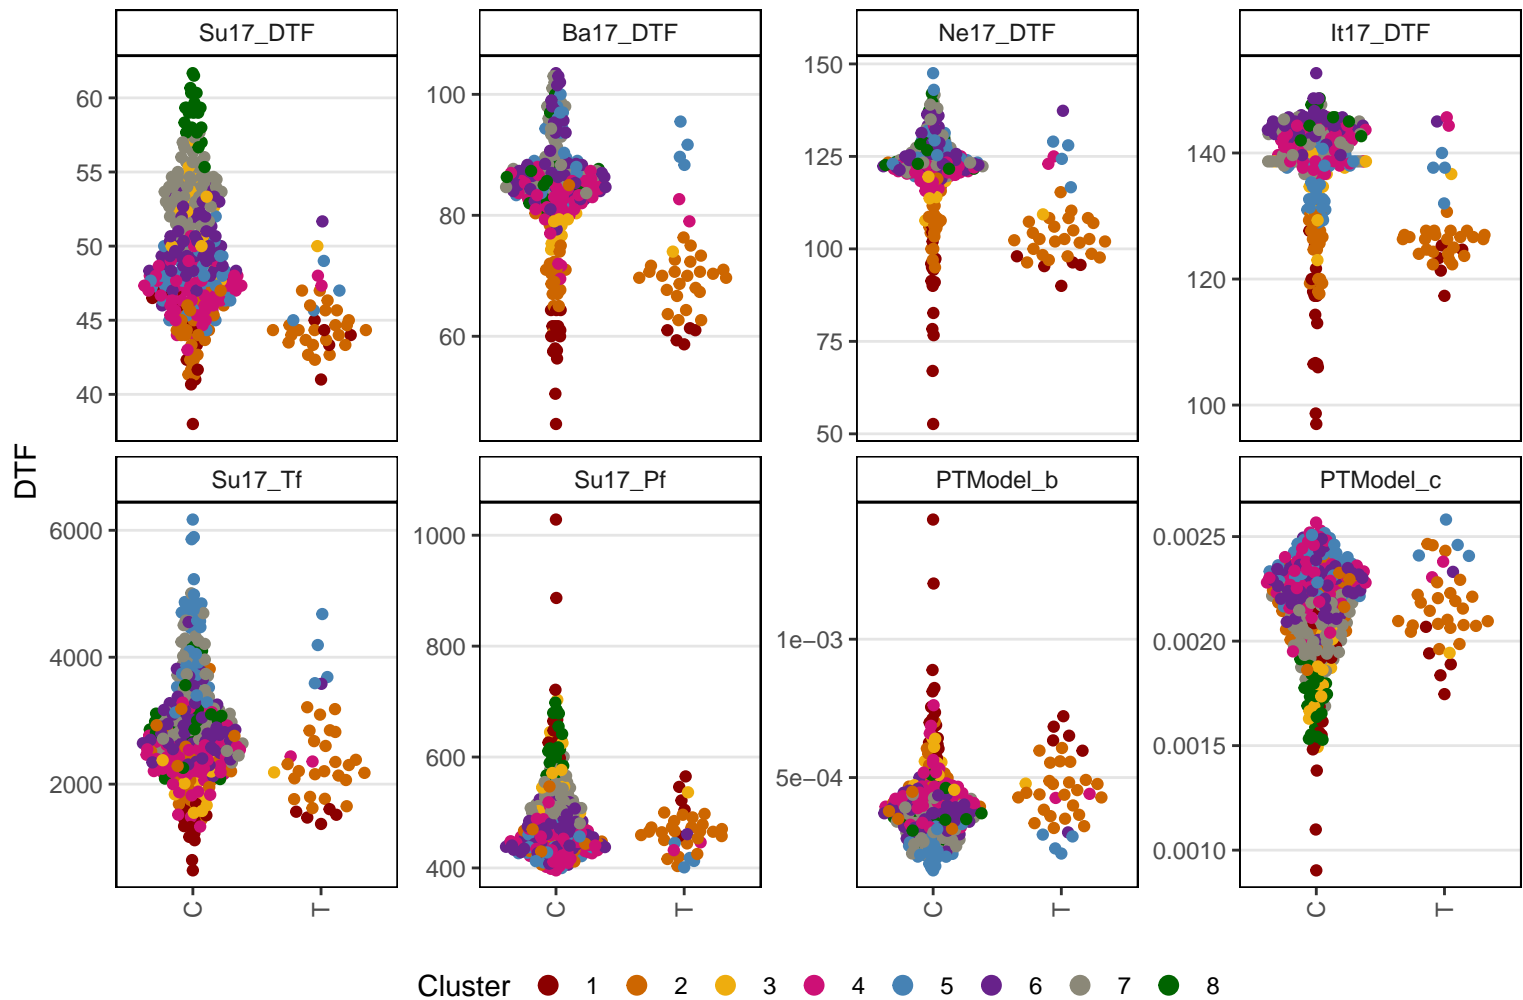 Su17_DTF Ba17_DTF Ne17_DTF It17_DTF
60 55 50 45 40
100 80 60
150 125 100 75 50
140 120 100
DTF
Su17_Tf Su17_Pf PTModel_b PTModel_c
6000 4000 2000
1000 800 600 400
1e−03 5e−04
0.0025 0.0020 0.0015 0.0010
C T C T C T C T
Cluster 1 2 3 4 5 6 7 8